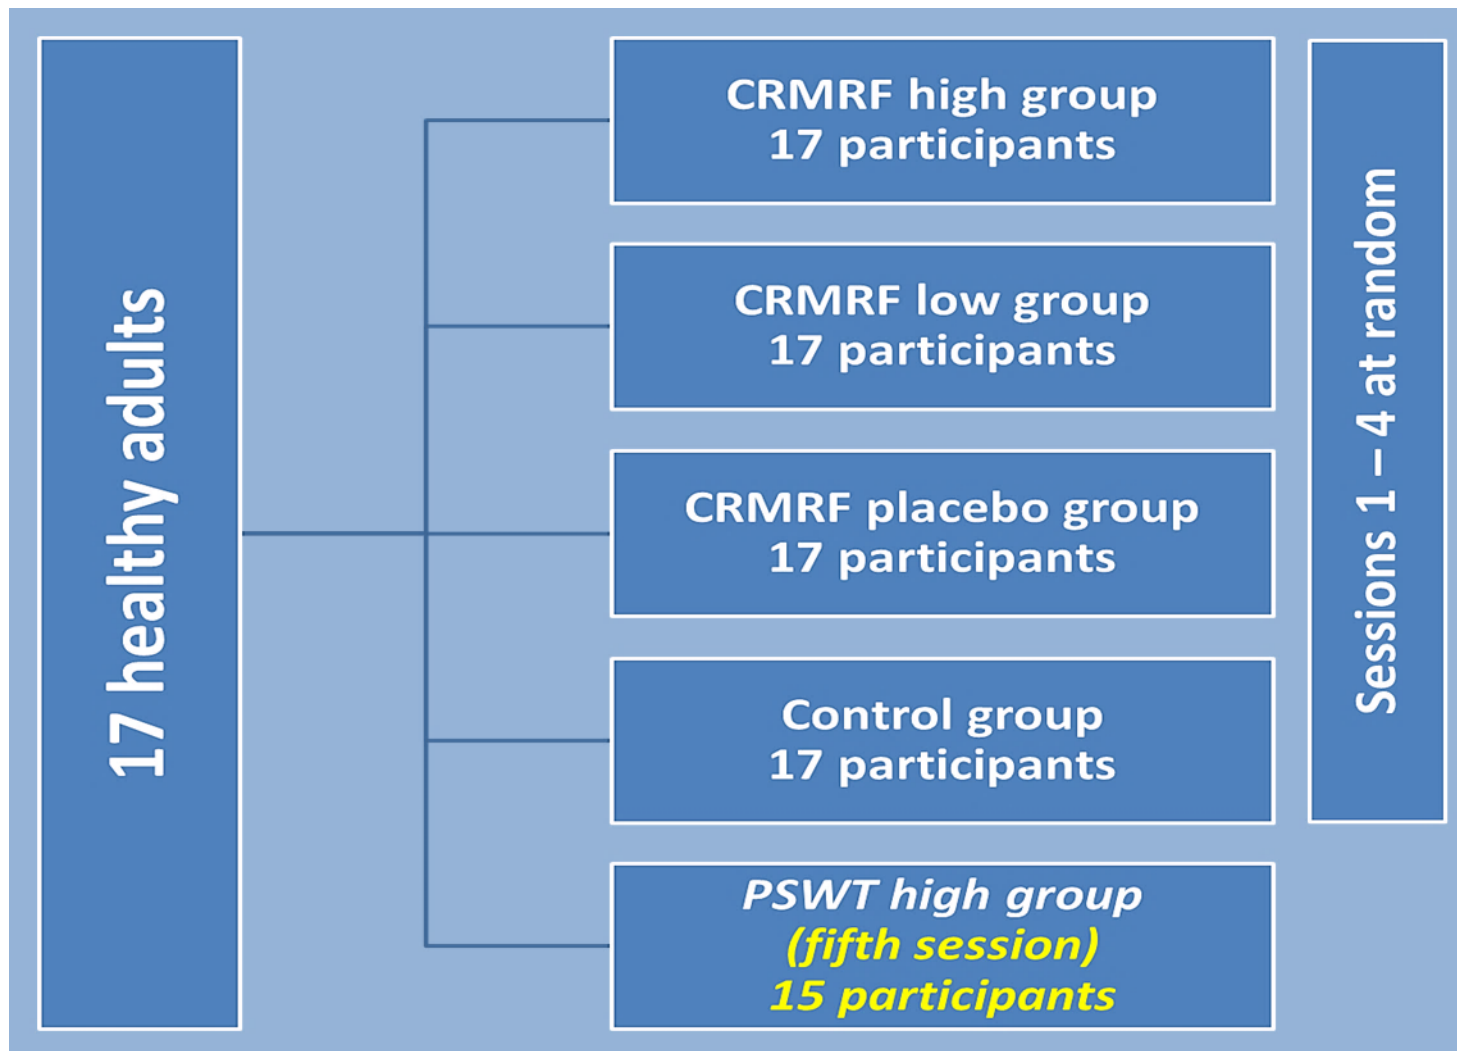 17 healthy adults
CRMRF high group
17 participants
CRMRF low group
17 participants
CRMRF placebo group
17 participants
Control group
17 participants
PSWT high group
(fifth session)
15 participants
Sessions 1 – 4 at random